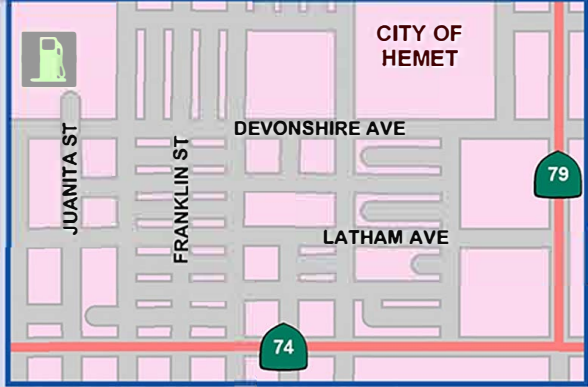 CITY OF
HEMET
DEVONSHIRE AVE
JUANITA ST
FRANKLIN ST
79
LATHAM AVE
74